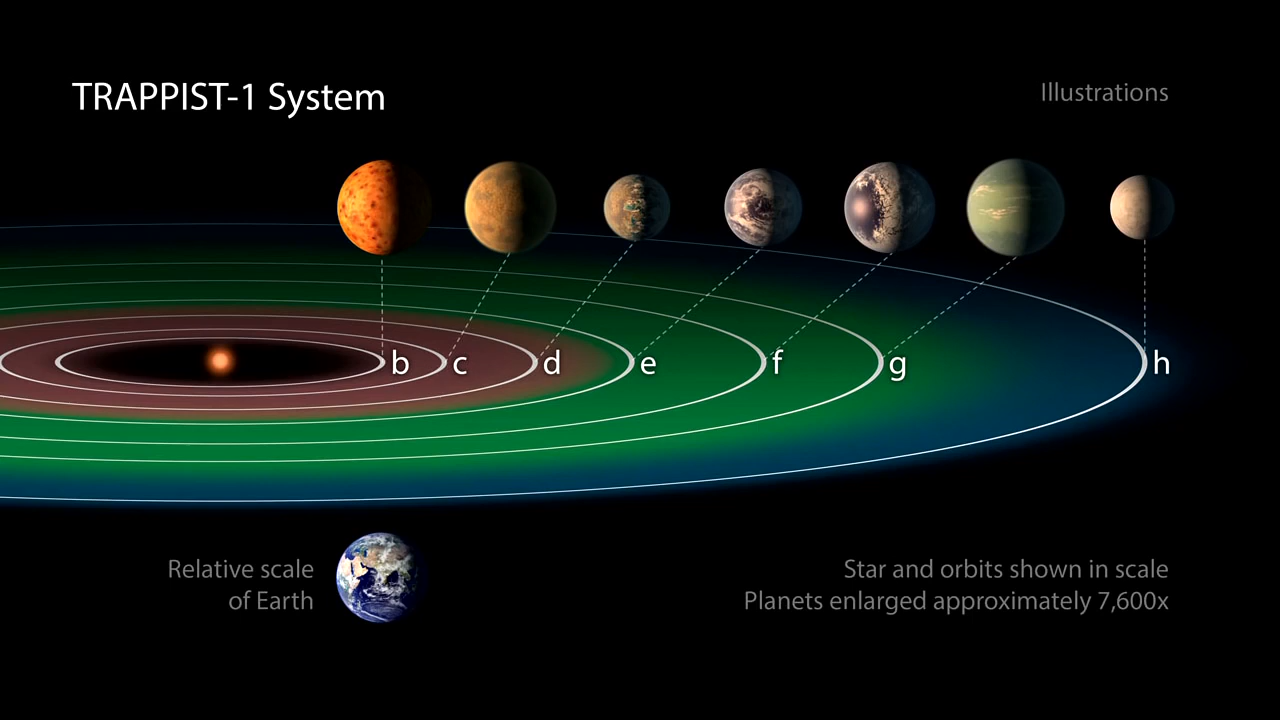 TRAPPIST-1 System
Illustrations
b
c
d
e
f
g
h
Relative scale
of Earth
Star and orbits shown in scale
Planets enlarged approximately 7,600x